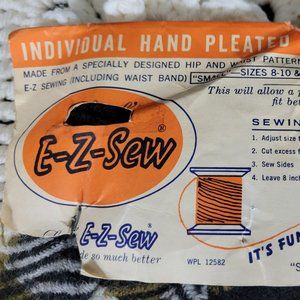 INDIVIDUAL HAND PLEATED
MADE FROM A SPECIALLY DESIGNED HIP AND WAIST PATTERN
E-Z SEWING (INCLUDING WAIST BAND) "SMALL"—SIZES 8-10 &
This will allow a
fit be
E-Z-Sew®
SEWIN
1. Adjust size f
2. Cut excess f
3. Sew Sides
4. Leave 8 inch
E-Z-Sew®
so much better
WPL 12582
IT'S FUN
"S